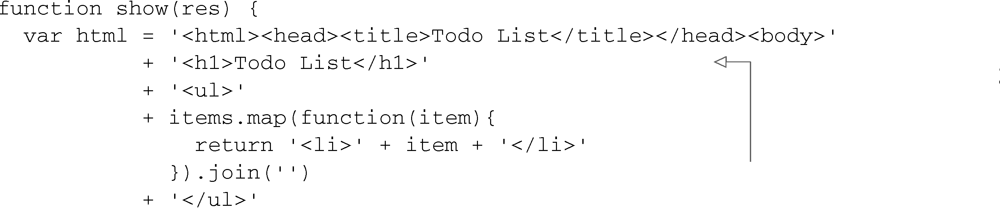 function show(res) {
  var html = '<html><head><title>Todo List</title></head><body>'
           + '<h1>Todo List</h1>'
           + '<ul>'
           + items.map(function(item){
               return '<li>' + item + '</li>'
             }).join('')
           + '</ul>'